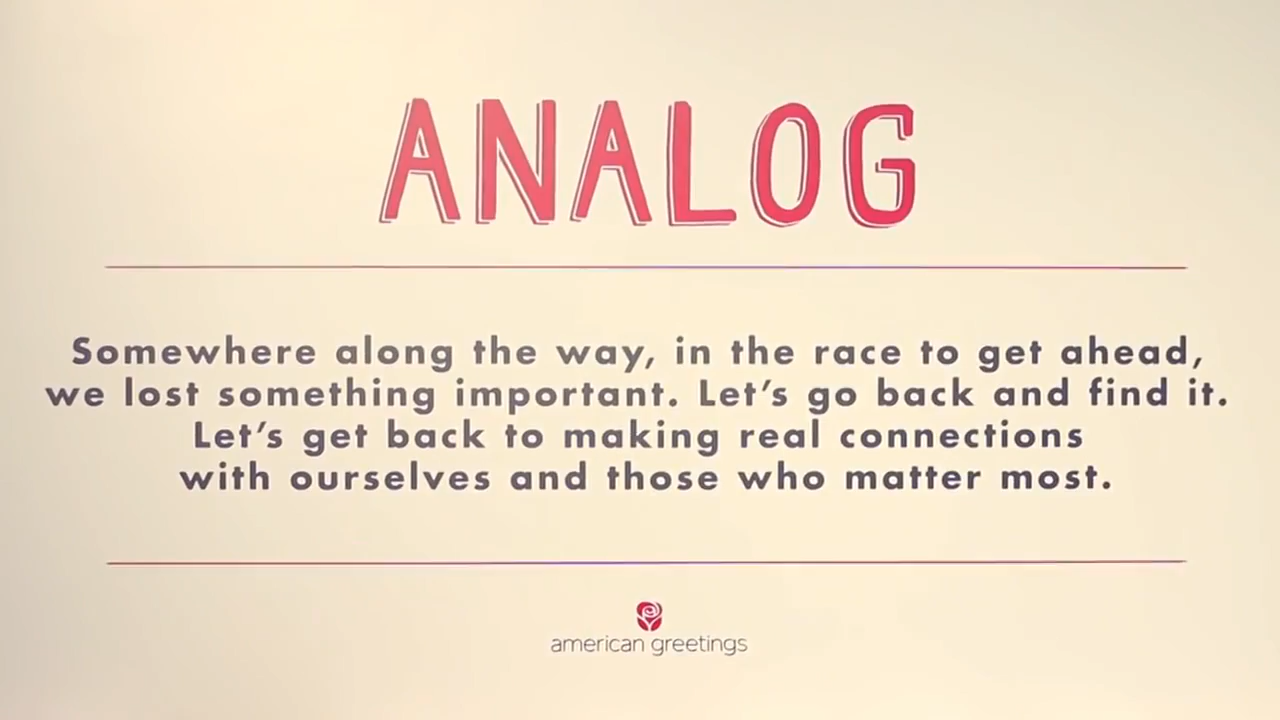 ANALOG
Somewhere along the way, in the race to get ahead,
we lost something important. Let's go back and find it.
Let's get back to making real connections
with ourselves and those who matter most.
american greetings